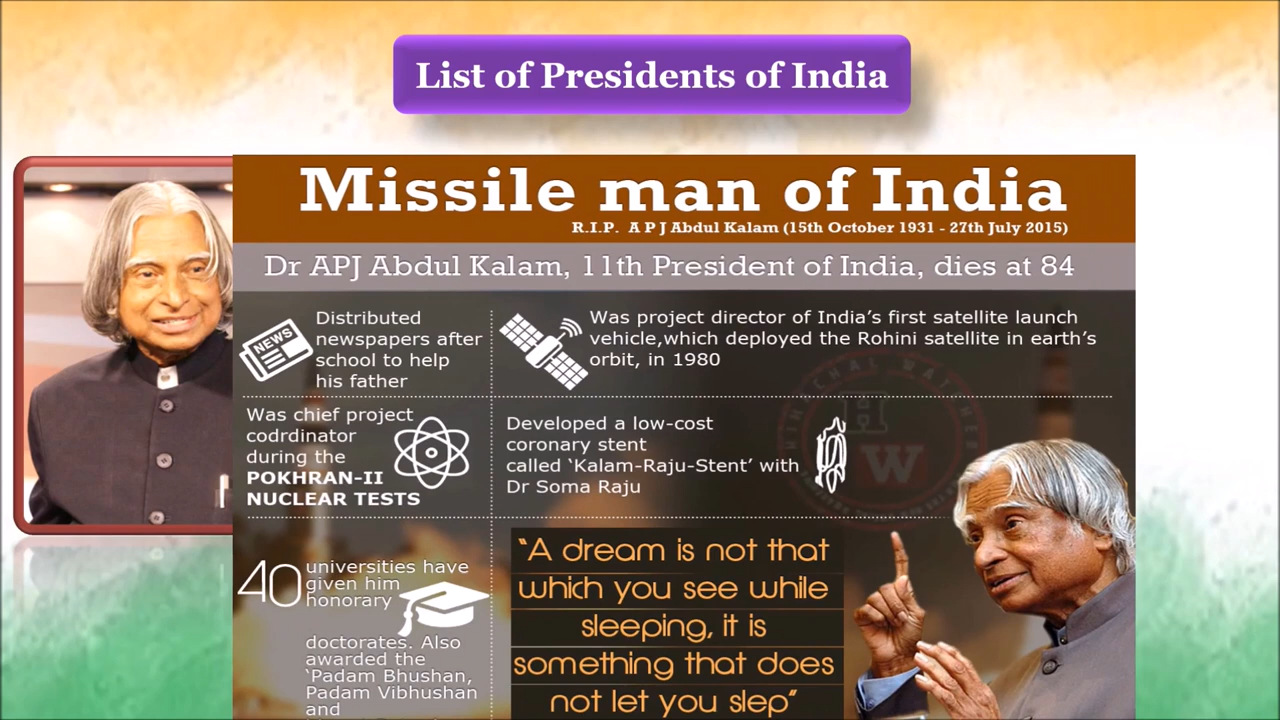 List of Presidents of India
Missile man of India
R.I.P. A P J Abdul Kalam (15th October 1931 - 27th July 2015)
Dr APJ Abdul Kalam, 11th President of India, dies at 84
NEWS
Distributed
newspapers after
school to help
his father
Was project director of India's first satellite launch
vehicle,which deployed the Rohini satellite in earth's
orbit, in 1980
Was chief project
codrdinator
during the
POKHRAN-II
NUCLEAR TESTS
Developed a low-cost
coronary stent
called ‘Kalam-Raju-Stent’ with
Dr Soma Raju
H
W
40
universities have
given him
honorary
doctorates. Also
awarded the
‘Padam Bhushan,
Padam Vibhushan
and
“A dream is not that
which you see while
sleeping, it is
something that does
not let you slep“